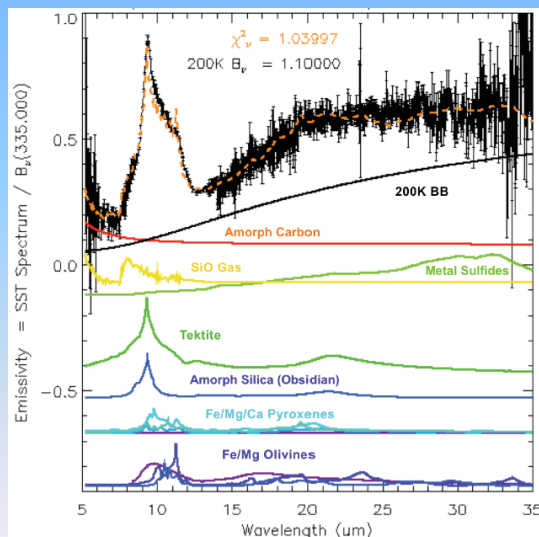 χ²ᵥ = 1.03997
200K Bᵥ = 1.10000
Emissivity = SST Spectrum / Bᵥ(335.000)
1.0
0.5
0.0
−0.5
200K BB
Amorph Carbon
SiO Gas
Metal Sulfides
Tektite
Amorph Silica (Obsidian)
Fe/Mg/Ca Pyroxenes
Fe/Mg Olivines
5 10 15 20 25 30 35
Wavelength (um)